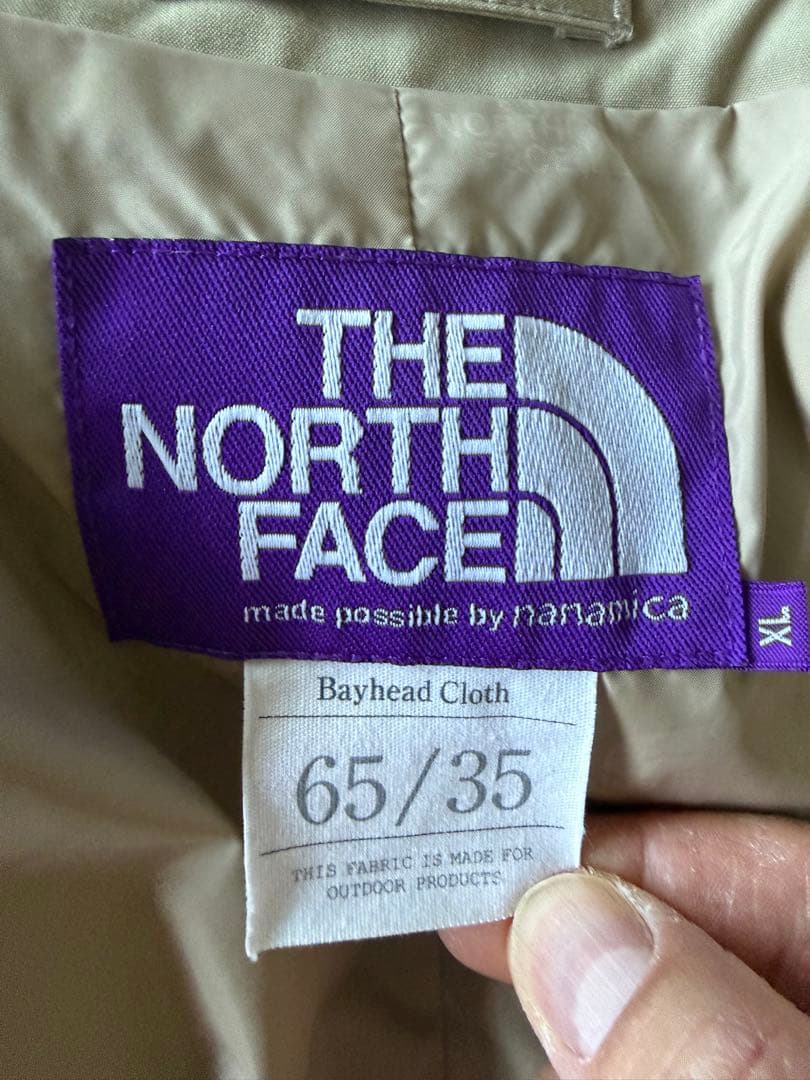 THE
NORTH
FACE
made possible by nanamica
XL
Bayhead Cloth
65/35
THIS FABRIC IS MADE FOR
OUTDOOR PRODUCTS